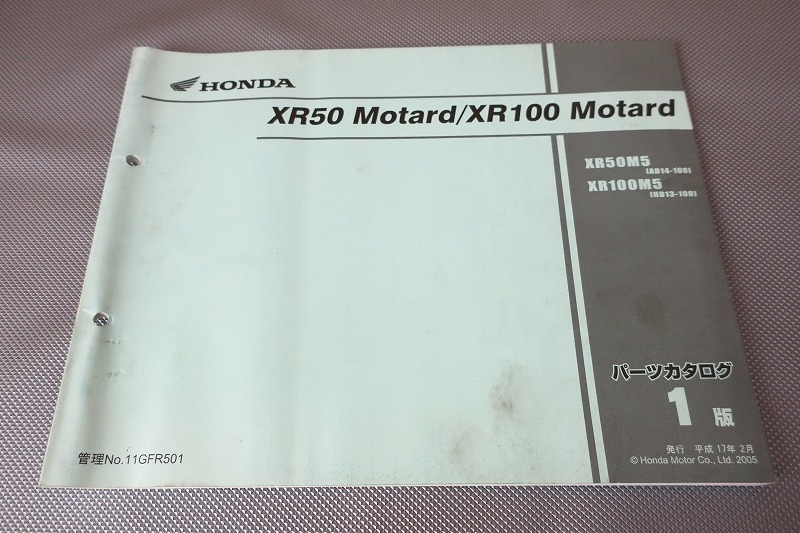 HONDA
XR50 Motard/XR100 Motard
XR50M5
(AD14-100)
XR100M5
(HD13-100)
パーツカタログ
1 版
発行 平成 17年 2月
© Honda Motor Co., Ltd. 2005
管理No.11GFR501